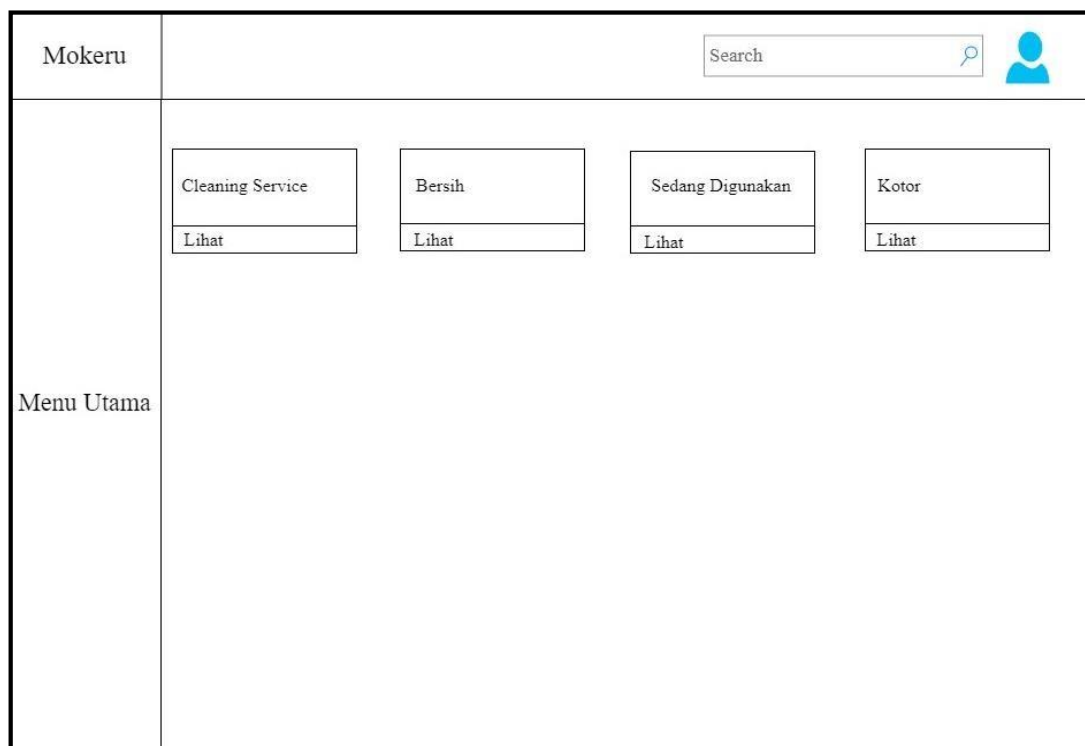 Mokeru
Search
Cleaning Service
Lihat
Bersih
Lihat
Sedang Digunakan
Lihat
Kotor
Lihat
Menu Utama